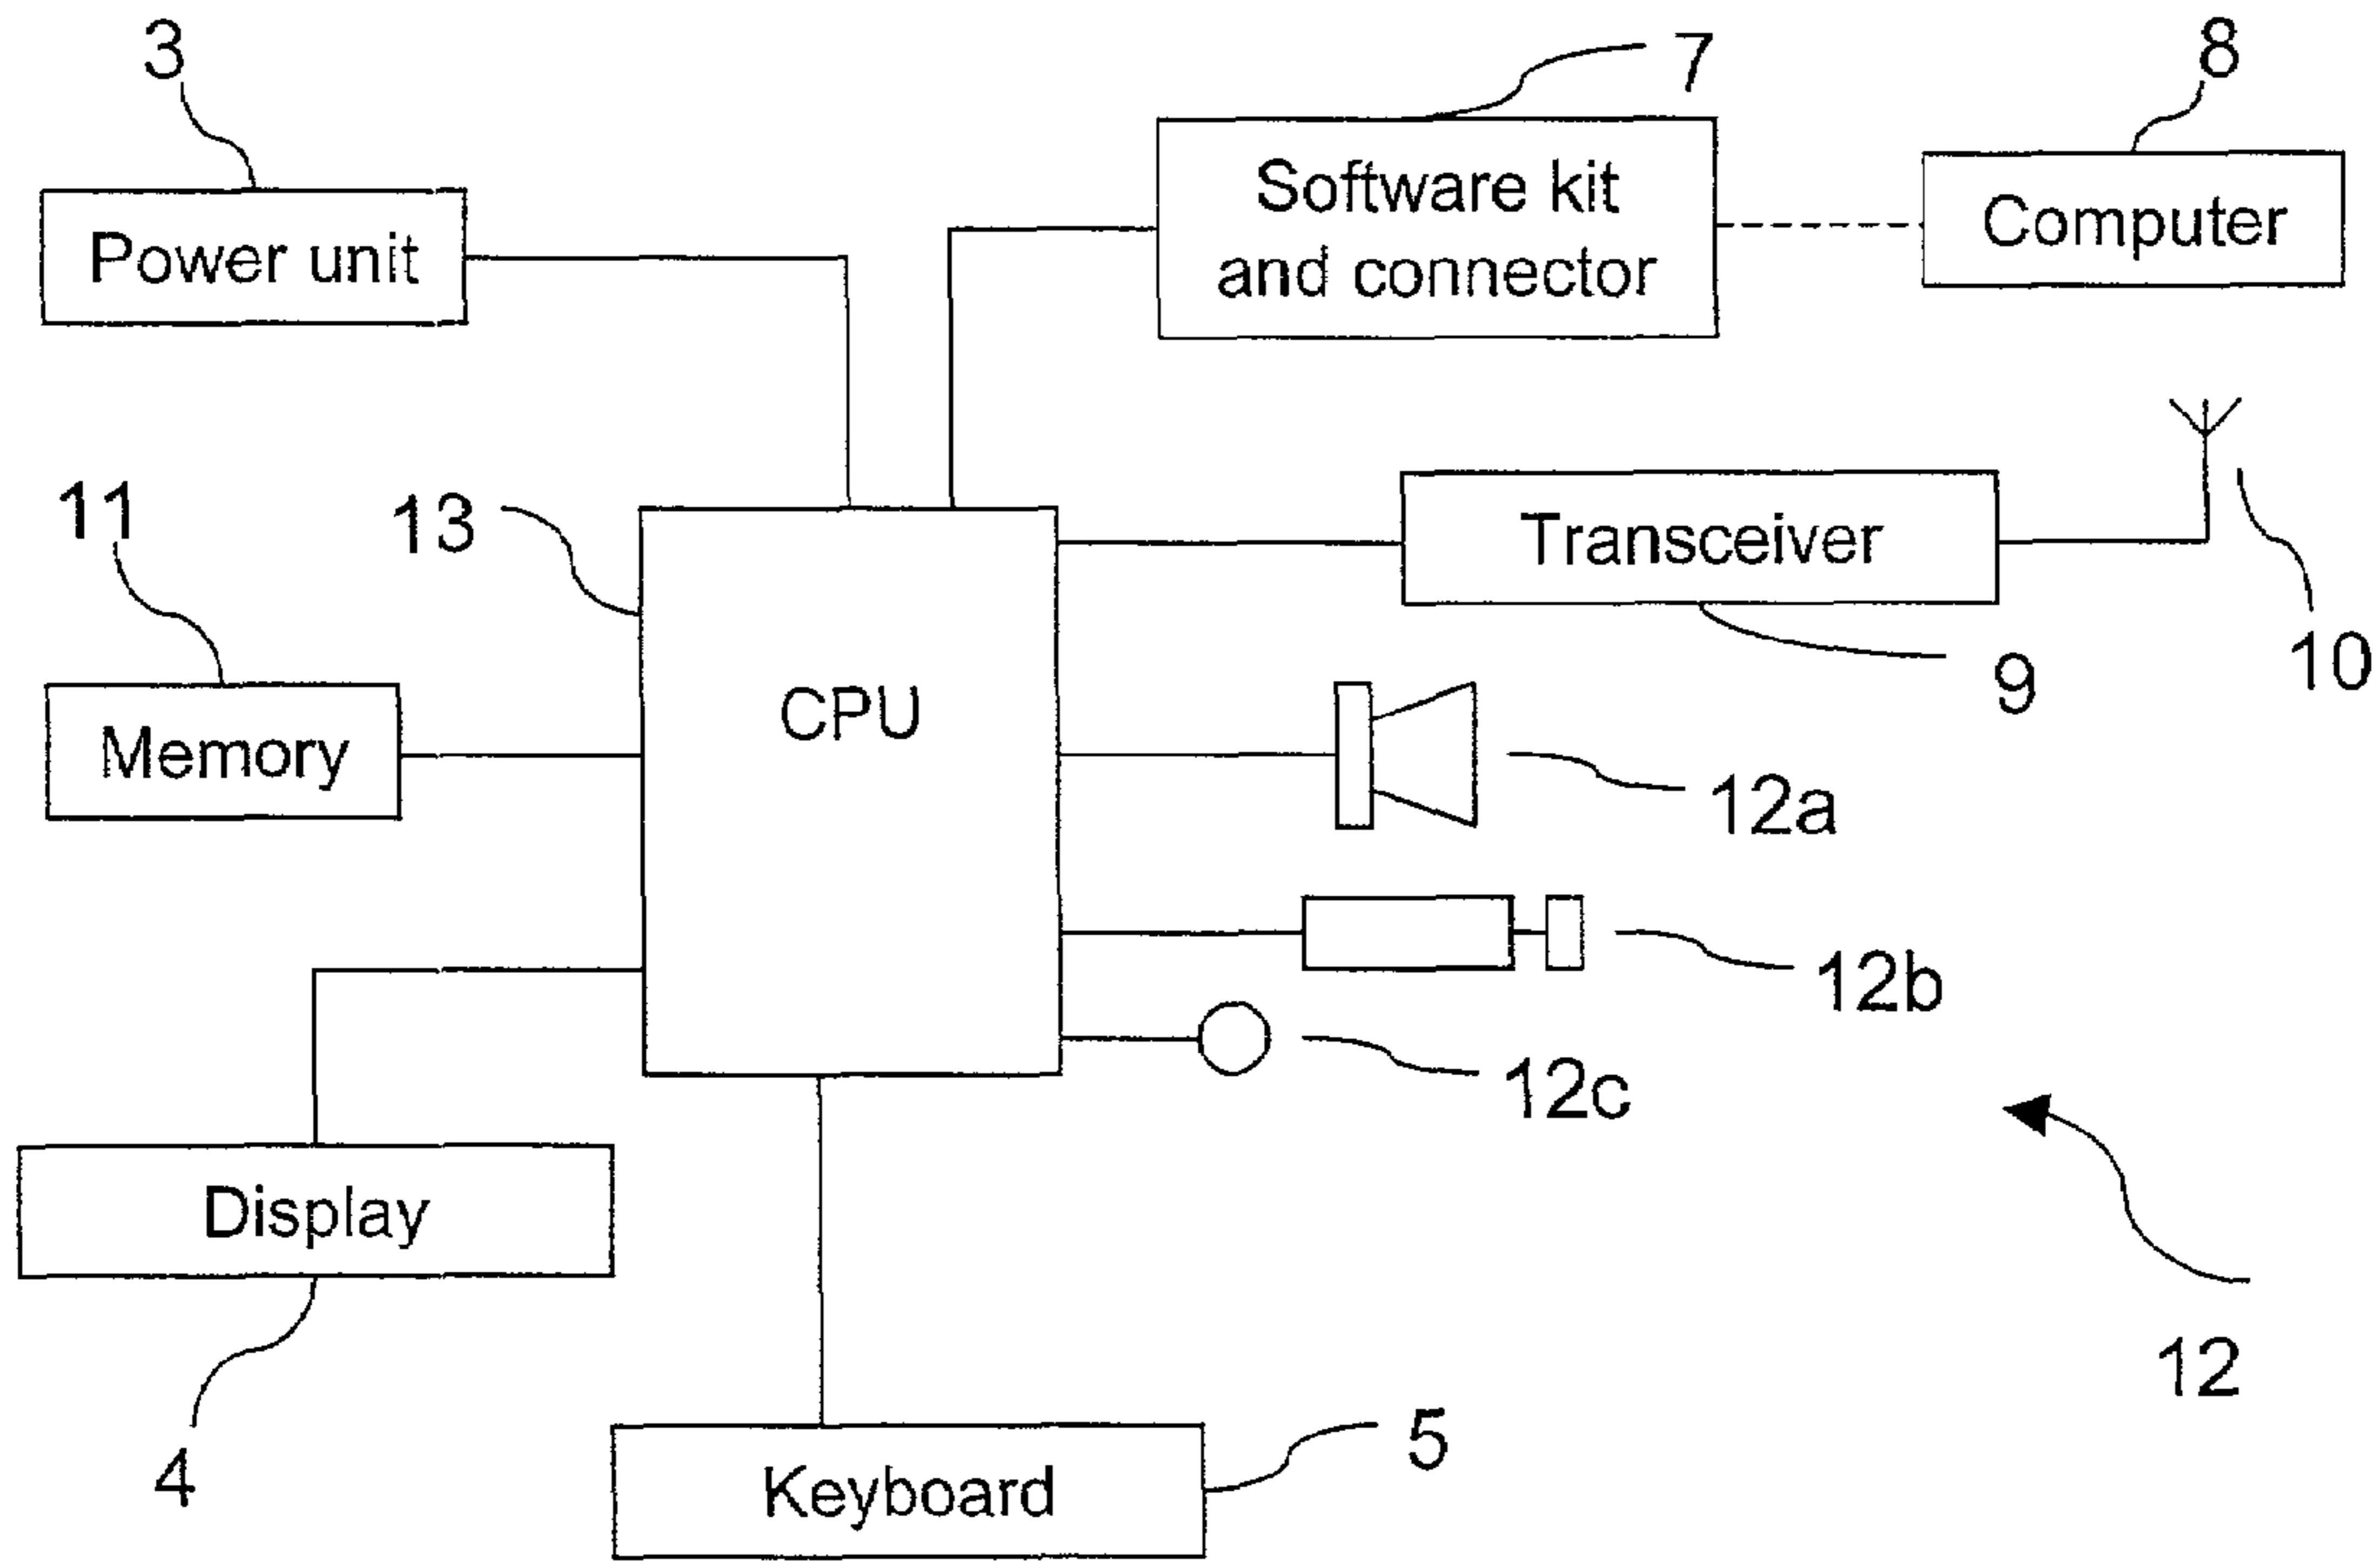 3
7
8
Power unit
Software kit
and connector
Computer
11
13
Transceiver
10
9
Memory
CPU
12a
12b
12c
Display
12
4
5
Keyboard